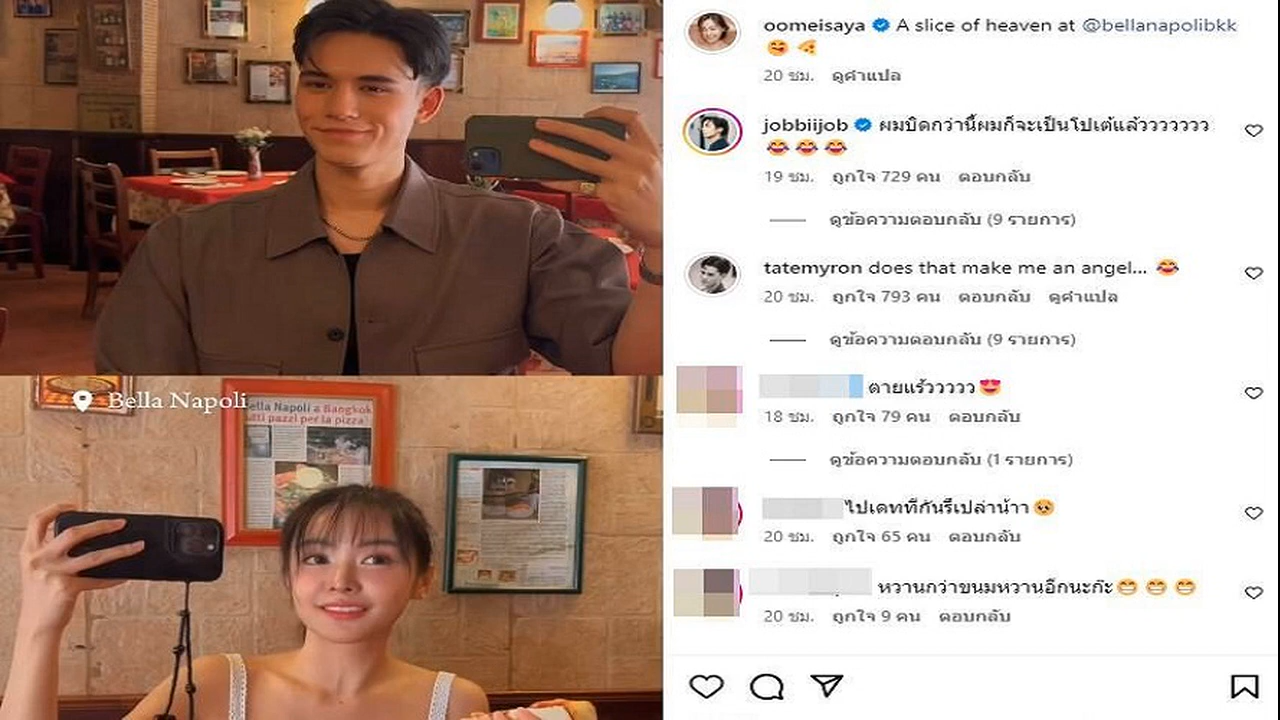 Bella Napoli
ella Napoli a Bangkok
tti pazzi per la pizza
oomeisaya A slice of heaven at @bellanapolibkk
😋 🍕
20 ชม. ดูคำแปล
jobbiijob ผมบิดกว่านี้ผมก็จะเป็นโปเต้แล้วววววววว
😂 😂 😂
19 ชม. ถูกใจ 729 คน ตอบกลับ
ดูข้อความตอบกลับ (9 รายการ)
tatemyron does that make me an angel... 😂
20 ชม. ถูกใจ 793 คน ตอบกลับ ดูคำแปล
ดูข้อความตอบกลับ (9 รายการ)
ตายแร้ววววว😍
18 ชม. ถูกใจ 79 คน ตอบกลับ
ดูข้อความตอบกลับ (1 รายการ)
ไปเดททีกันรึเปล่าน้าา 🥺
20 ชม. ถูกใจ 65 คน ตอบกลับ
หวานกว่าขนมหวานอีกนะก๊ะ😁 😁 😁
20 ชม. ถูกใจ 9 คน ตอบกลับ